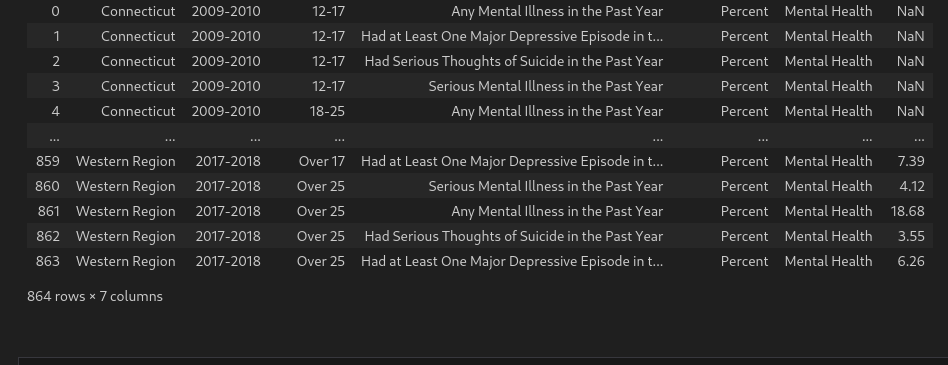 0 Connecticut 2009-2010 12-17 Any Mental Illness in the Past Year Percent Mental Health NaN
1 Connecticut 2009-2010 12-17 Had at Least One Major Depressive Episode in t... Percent Mental Health NaN
2 Connecticut 2009-2010 12-17 Had Serious Thoughts of Suicide in the Past Year Percent Mental Health NaN
3 Connecticut 2009-2010 12-17 Serious Mental Illness in the Past Year Percent Mental Health NaN
4 Connecticut 2009-2010 18-25 Any Mental Illness in the Past Year Percent Mental Health NaN
... ... ... ... ... ... ... ...
859 Western Region 2017-2018 Over 17 Had at Least One Major Depressive Episode in t... Percent Mental Health 7.39
860 Western Region 2017-2018 Over 25 Serious Mental Illness in the Past Year Percent Mental Health 4.12
861 Western Region 2017-2018 Over 25 Any Mental Illness in the Past Year Percent Mental Health 18.68
862 Western Region 2017-2018 Over 25 Had Serious Thoughts of Suicide in the Past Year Percent Mental Health 3.55
863 Western Region 2017-2018 Over 25 Had at Least One Major Depressive Episode in t... Percent Mental Health 6.26
864 rows × 7 columns